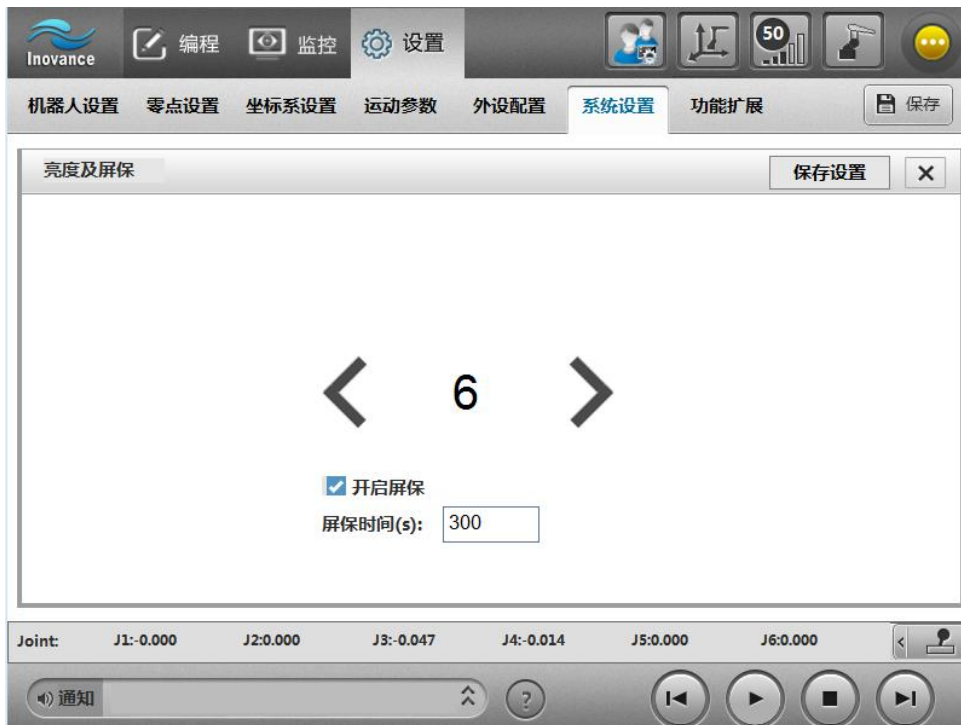 Inovance 编程 监控 设置 50
机器人设置 零点设置 坐标系设置 运动参数 外设配置 系统设置 功能扩展 保存
亮度及屏保 保存设置
6
开启屏保
屏保时间(s): 300
Joint: J1:-0.000 J2:0.000 J3:-0.047 J4:-0.014 J5:0.000 J6:0.000
通知 ?